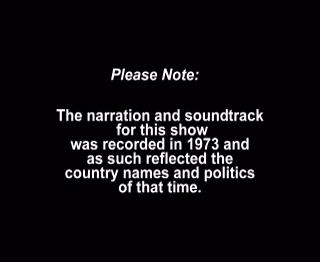 Please Note:
The narration and soundtrack
for this show
was recorded in 1973 and
as such reflected the
country names and politics
of that time.